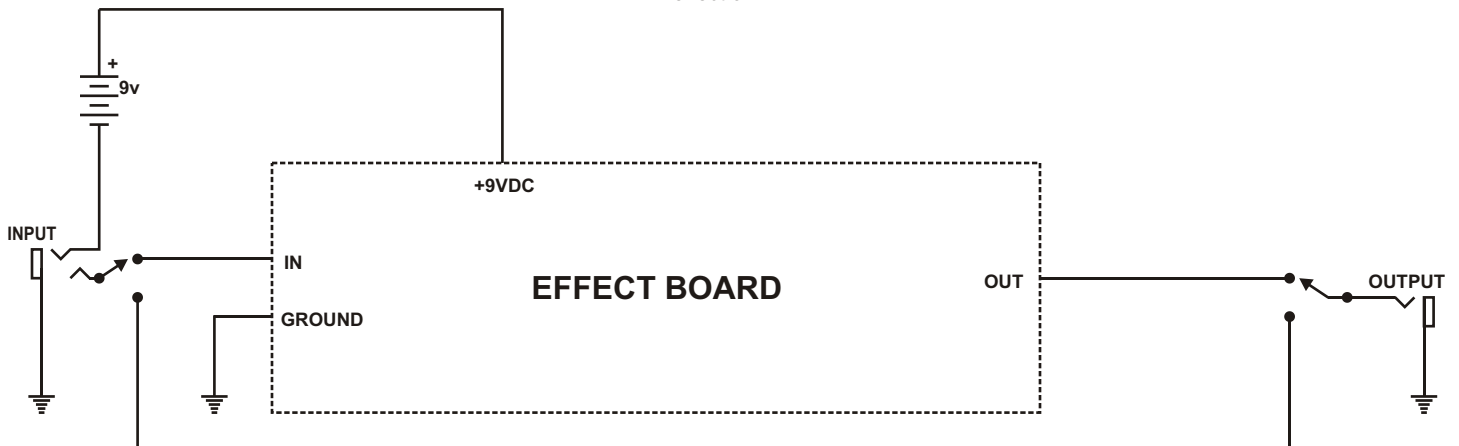 +
9v
+9VDC
INPUT
IN
EFFECT BOARD
OUT
OUTPUT
GROUND